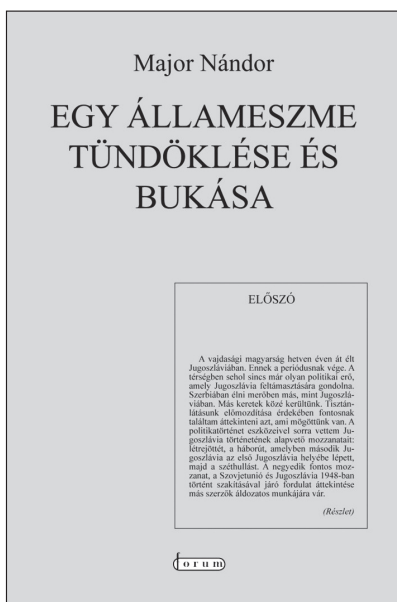 Major Nándor
EGY ÁLLAMESZME
TÜNDÖKLÉSE ÉS
BUKÁSA
ELŐSZÓ
A vajdasági magyarság hetven éven át élt
Jugoszláviában. Ennek a periódusnak vége. A
térségben sehol sincs már olyan politikai erő,
amely Jugoszlávia feltámasztására gondolna.
Szerbiában élni merőben más, mint Jugoszlá-
viában. Más keretek közé kerültünk. Tisztán-
látásunk előmozdítása érdekében fontosnak
találtam áttekinteni azt, ami mögöttünk van. A
politikatörténet eszközeivel sorra vettem Ju-
goszlávia történetének alapvető mozzanatait:
létrejöttét, a háborút, amelyben második Ju-
goszlávia az első Jugoszlávia helyébe lépett,
majd a széthullást. A negyedik fontos moz-
zanat, a Szovjetunió és Jugoszlávia 1948-ban
történt szakításával járó fordulat áttekintése
más szerzők áldozatos munkájára vár.
(Részlet)
forum